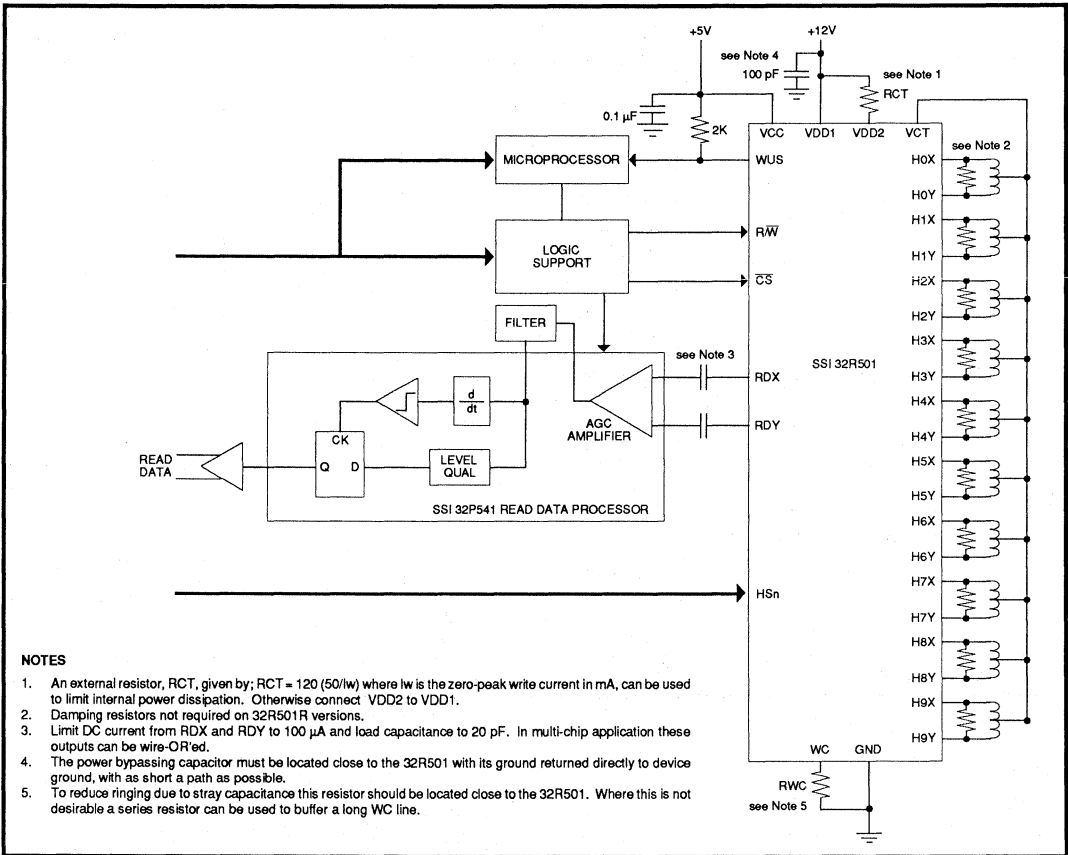 +5V
+12V
see Note 4
100 pF
see Note 1
RCT
0.1 µF
2K
VCC
VDD1
VDD2
VCT
see Note 2
MICROPROCESSOR
WUS
H0X
H0Y
H1X
H1Y
LOGIC
SUPPORT
R/W̅
C̅S̅
H2X
H2Y
FILTER
see Note 3
SSI 32R501
H3X
H3Y
RDX
RDY
d
dt
AGC
AMPLIFIER
H4X
H4Y
CK
Q
D
LEVEL
QUAL
READ
DATA
SSI 32P541 READ DATA PROCESSOR
H5X
H5Y
H6X
H6Y
HSn
H7X
H7Y
H8X
H8Y
H9X
H9Y
WC
GND
RWC
see Note 5
NOTES
1. An external resistor, RCT, given by; RCT = 120 (50/Iw) where Iw is the zero-peak write current in mA, can be used
to limit internal power dissipation. Otherwise connect VDD2 to VDD1.
2. Damping resistors not required on 32R501R versions.
3. Limit DC current from RDX and RDY to 100 µA and load capacitance to 20 pF. In multi-chip application these
outputs can be wire-OR'ed.
4. The power bypassing capacitor must be located close to the 32R501 with its ground returned directly to device
ground, with as short a path as possible.
5. To reduce ringing due to stray capacitance this resistor should be located close to the 32R501. Where this is not
desirable a series resistor can be used to buffer a long WC line.